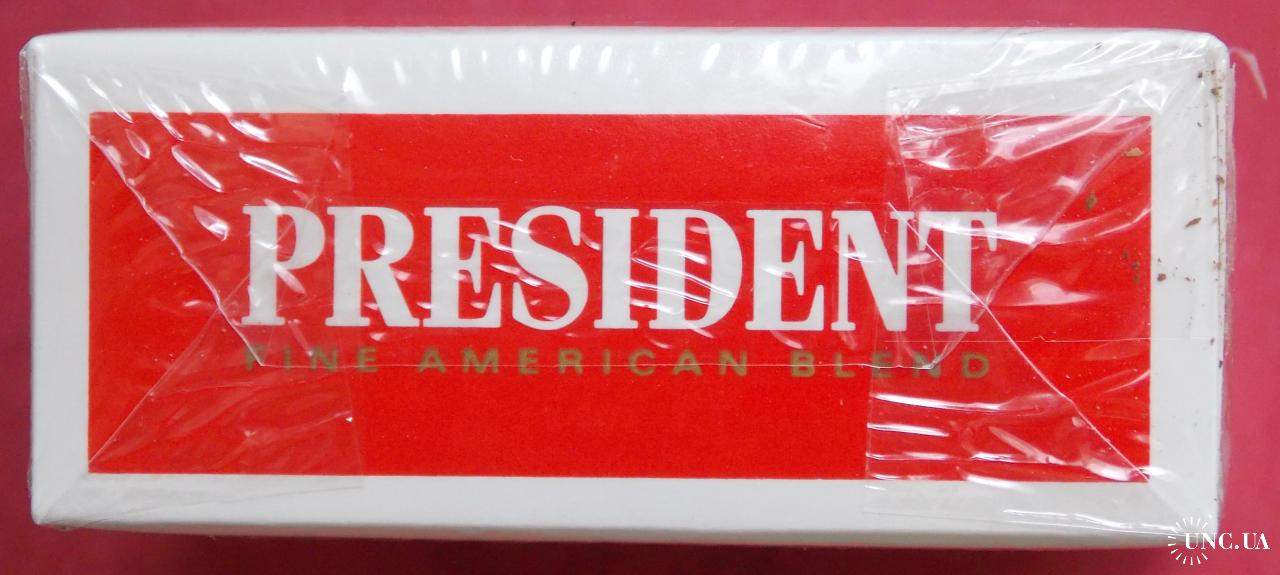 PRESIDENT
FINE AMERICAN BLEND
UNC.UA